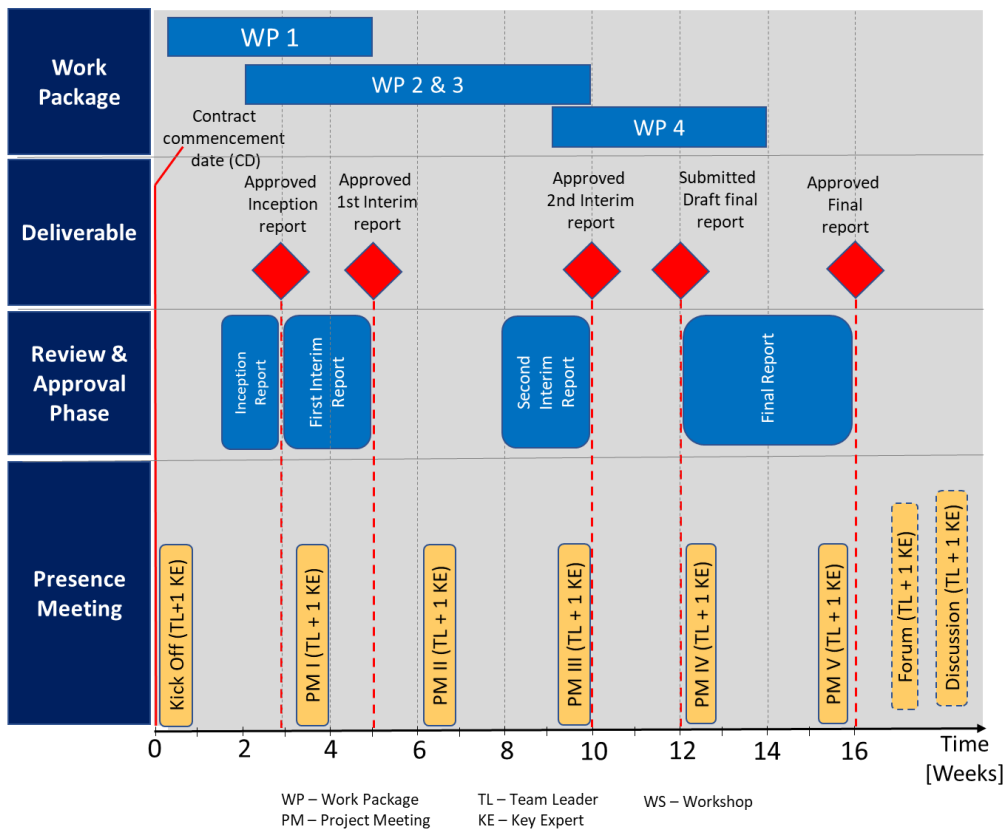 Work
Package
WP 1
WP 2 & 3
WP 4
Contract
commencement
date (CD)
Deliverable
Approved
Inception
report
Approved
1st Interim
report
Approved
2nd Interim
report
Submitted
Draft final
report
Approved
Final
report
Review &
Approval
Phase
Inception
Report
First Interim
Report
Second
Interim
Report
Final Report
Presence
Meeting
Kick Off (TL+1 KE)
PM I (TL + 1 KE)
PM II (TL + 1 KE)
PM III (TL + 1 KE)
PM IV (TL + 1 KE)
PM V (TL + 1 KE)
Forum (TL + 1 KE)
Discussion (TL + 1 KE)
0 2 4 6 8 10 12 14 16 Time
[Weeks]
WP – Work Package TL – Team Leader WS – Workshop
PM – Project Meeting KE – Key Expert